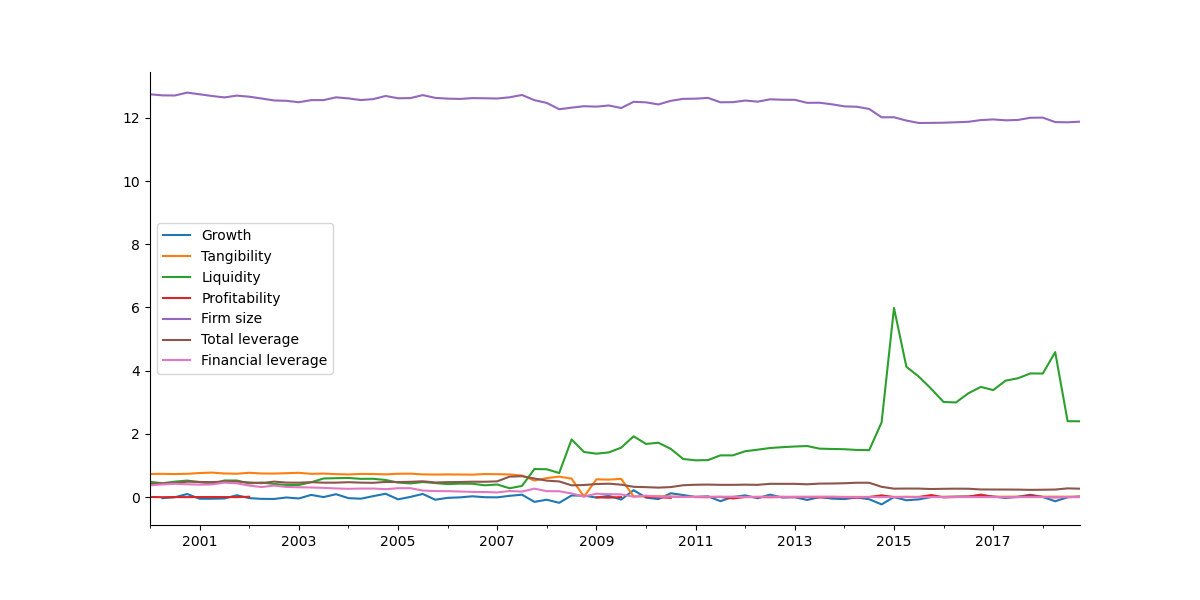 12
10
8
6
4
2
0
Growth
Tangibility
Liquidity
Profitability
Firm size
Total leverage
Financial leverage
2001 2003 2005 2007 2009 2011 2013 2015 2017